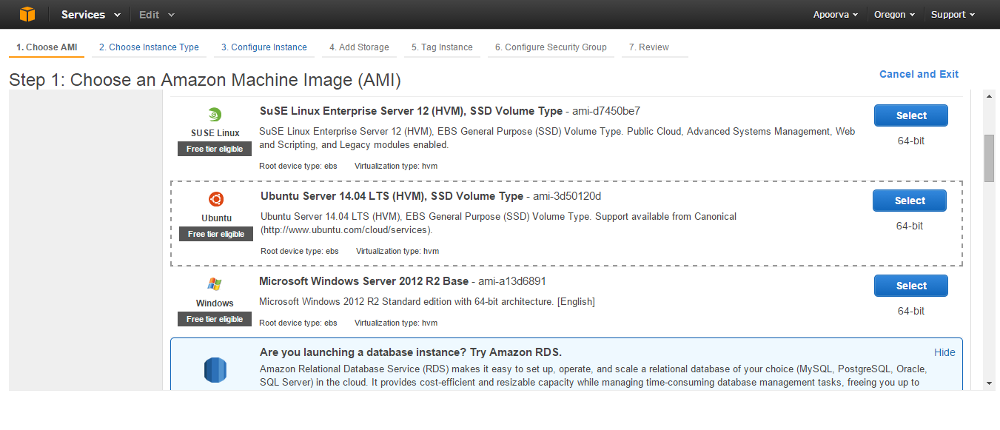 Services Edit Apoorva Oregon Support
1. Choose AMI 2. Choose Instance Type 3. Configure Instance 4. Add Storage 5. Tag Instance 6. Configure Security Group 7. Review
Step 1: Choose an Amazon Machine Image (AMI)
Cancel and Exit
SUSE Linux
Free tier eligible
SuSE Linux Enterprise Server 12 (HVM), SSD Volume Type - ami-d7450be7
SuSE Linux Enterprise Server 12 (HVM), EBS General Purpose (SSD) Volume Type. Public Cloud, Advanced Systems Management, Web
and Scripting, and Legacy modules enabled.
Root device type: ebs Virtualization type: hvm
Select
64-bit
Ubuntu
Free tier eligible
Ubuntu Server 14.04 LTS (HVM), SSD Volume Type - ami-3d50120d
Ubuntu Server 14.04 LTS (HVM), EBS General Purpose (SSD) Volume Type. Support available from Canonical
(http://www.ubuntu.com/cloud/services).
Root device type: ebs Virtualization type: hvm
Select
64-bit
Windows
Free tier eligible
Microsoft Windows Server 2012 R2 Base - ami-a13d6891
Microsoft Windows 2012 R2 Standard edition with 64-bit architecture. [English]
Root device type: ebs Virtualization type: hvm
Select
64-bit
Are you launching a database instance? Try Amazon RDS.
Hide
Amazon Relational Database Service (RDS) makes it easy to set up, operate, and scale a relational database of your choice (MySQL, PostgreSQL, Oracle,
SQL Server) in the cloud. It provides cost-efficient and resizable capacity while managing time-consuming database management tasks, freeing you up to